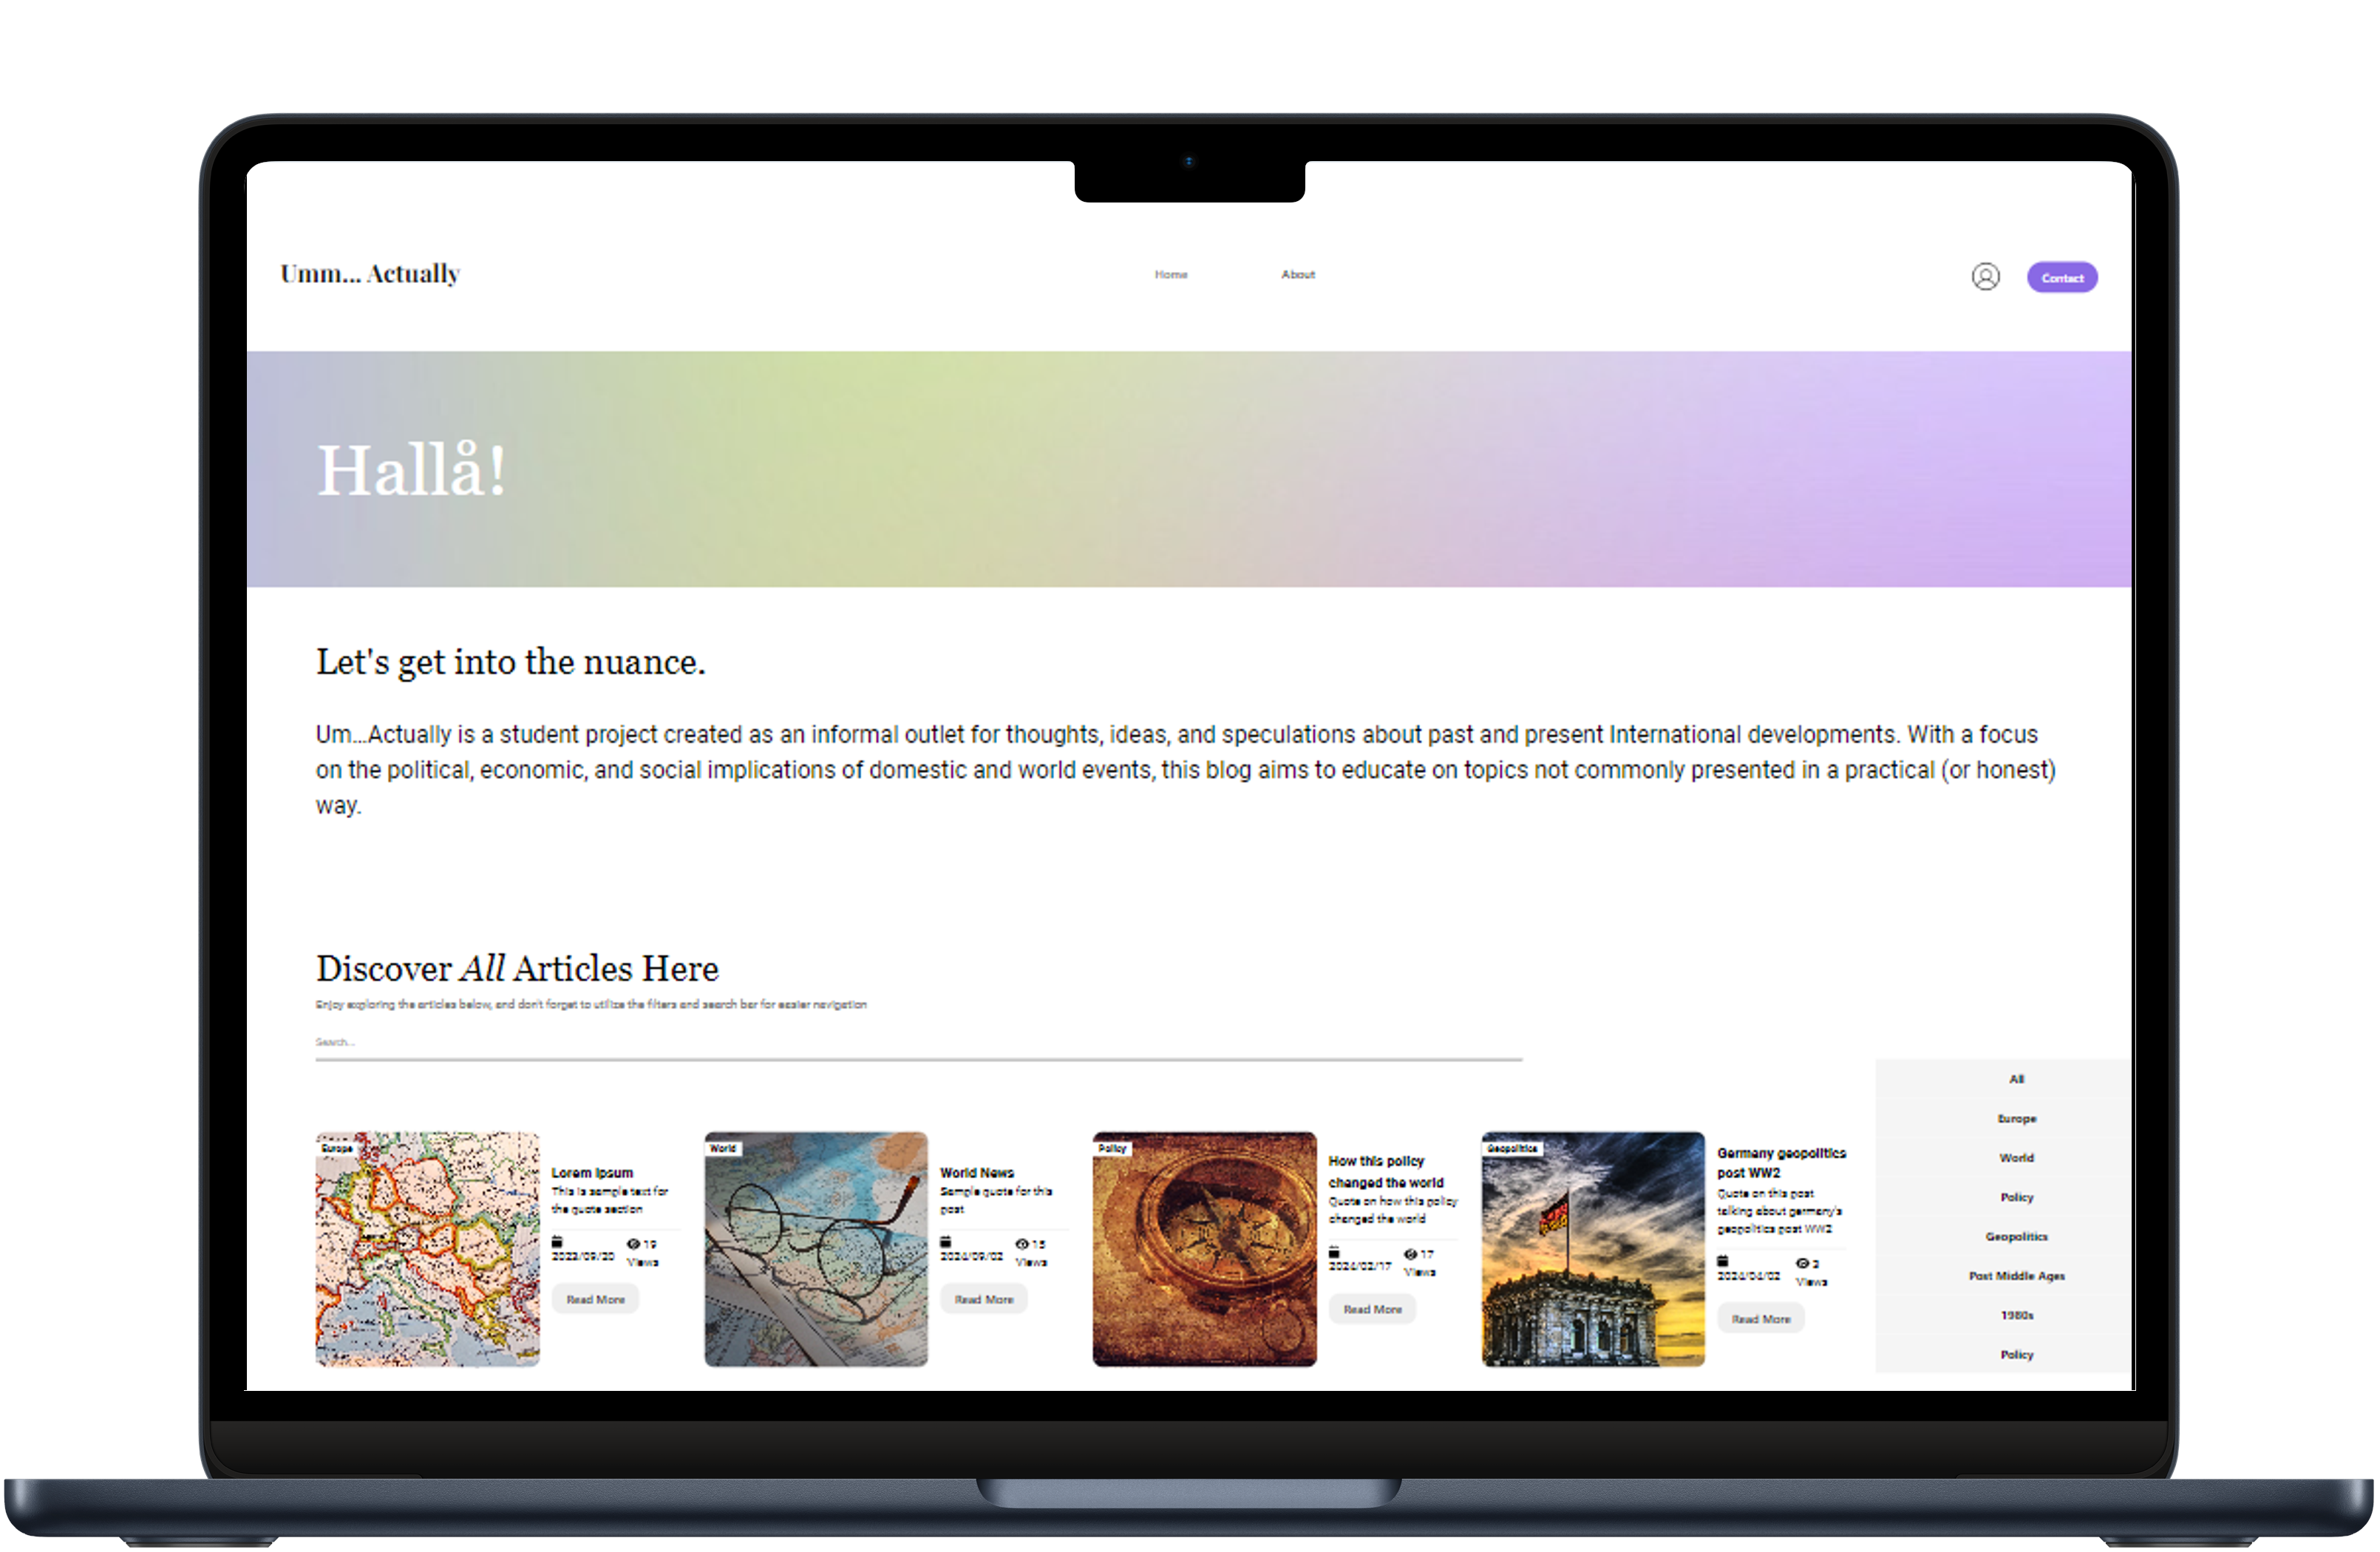 Umm... Actually
Home
About
Contact
Hallå!
Let's get into the nuance.
Um...Actually is a student project created as an informal outlet for thoughts, ideas, and speculations about past and present International developments. With a focus
on the political, economic, and social implications of domestic and world events, this blog aims to educate on topics not commonly presented in a practical (or honest)
way.
Discover All Articles Here
Enjoy exploring the articles below, and don't forget to utilize the filters and search bar for easier navigation
Search...
Europe
Lorem Ipsum
This is sample text for
the quote section
2023/09/20
19
Views
Read More
World
World News
Sample quote for this
post
2024/09/02
15
Views
Read More
Policy
How this policy
changed the world
Quote on how this policy
changed the world
2024/02/17
17
Views
Read More
Geopolitics
Germany geopolitics
post WW2
Quote on this post
talking about germany's
geopolitics post WW2
2024/04/02
3
Views
Read More
All
Europe
World
Policy
Geopolitics
Post Middle Ages
1980s
Policy